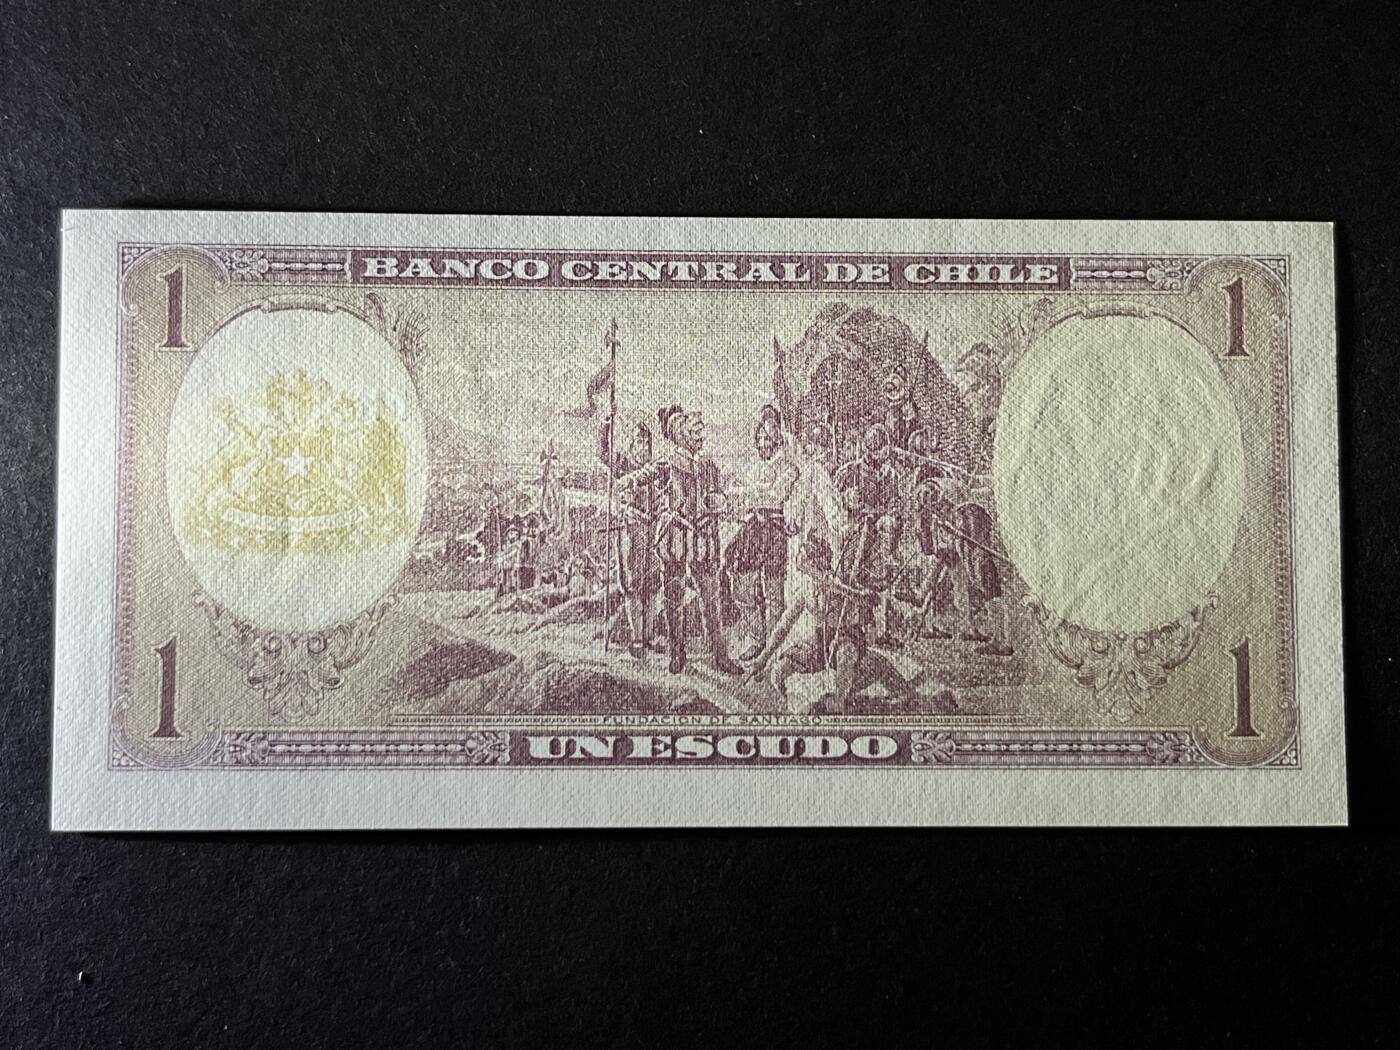 1 BANCO CENTRAL DE CHILE 1
FUNDACION DE SANTIAGO
1 UN ESCUDO 1